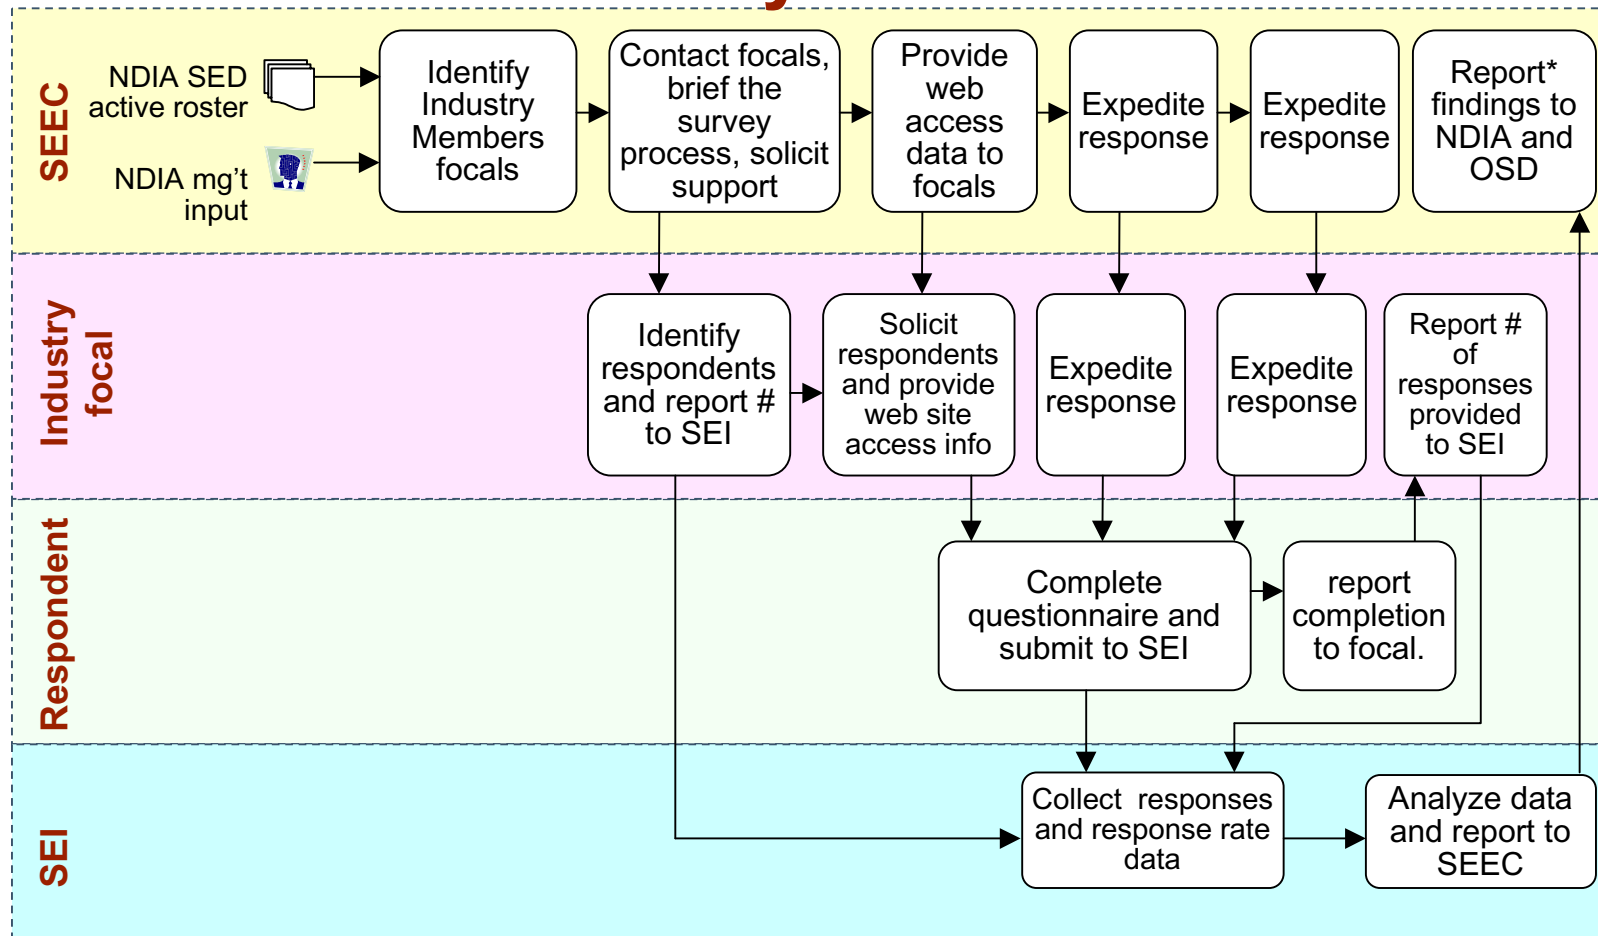 SEEC
NDIA SED
active roster
NDIA mg't
input
Identify
Industry
Members
focals
Contact focals,
brief the
survey
process, solicit
support
Provide
web
access
data to
focals
Expedite
response
Expedite
response
Report*
findings to
NDIA and
OSD
Industry
focal
Identify
respondents
and report #
to SEI
Solicit
respondents
and provide
web site
access info
Expedite
response
Expedite
response
Report #
of
responses
provided
to SEI
Respondent
Complete
questionnaire and
submit to SEI
report
completion
to focal.
SEI
Collect responses
and response rate
data
Analyze data
and report to
SEEC